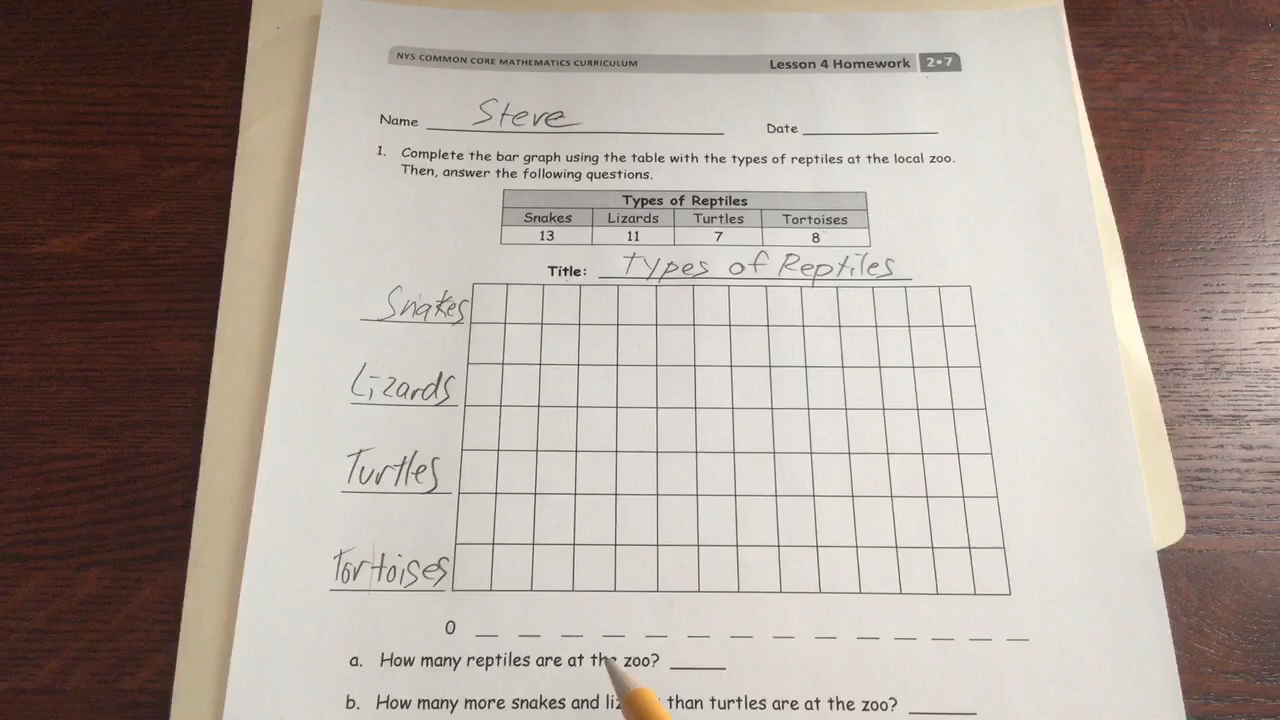 NYS COMMON CORE MATHEMATICS CURRICULUM Lesson 4 Homework 2•7
Name Steve Date
1. Complete the bar graph using the table with the types of reptiles at the local zoo.
Then, answer the following questions.
Types of Reptiles
Snakes Lizards Turtles Tortoises
13 11 7 8
Title: Types of Reptiles
Snakes
Lizards
Turtles
Tortoises
0
a. How many reptiles are at the zoo?
b. How many more snakes and than turtles are at the zoo?